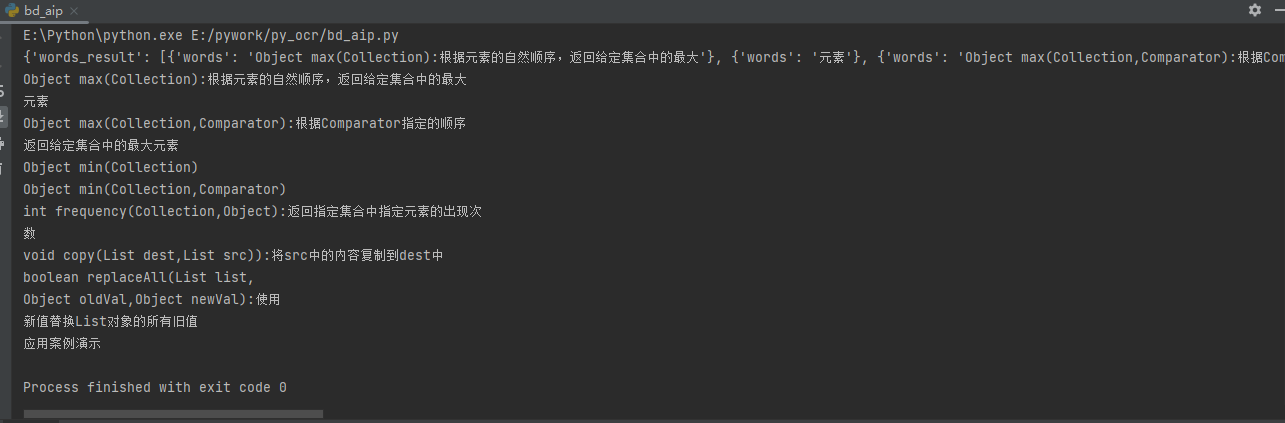 bd_aip
E:\Python\python.exe E:/pywork/py_ocr/bd_aip.py
{'words_result': [{'words': 'Object max(Collection):根据元素的自然顺序，返回给定集合中的最大'}, {'words': '元素'}, {'words': 'Object max(Collection,Comparator):根据Com
Object max(Collection):根据元素的自然顺序，返回给定集合中的最大
元素
Object max(Collection,Comparator):根据Comparator指定的顺序
返回给定集合中的最大元素
Object min(Collection)
Object min(Collection,Comparator)
int frequency(Collection,Object):返回指定集合中指定元素的出现次
数
void copy(List dest,List src)):将src中的内容复制到dest中
boolean replaceAll(List list,
Object oldVal,Object newVal):使用
新值替换List对象的所有旧值
应用案例演示
Process finished with exit code 0